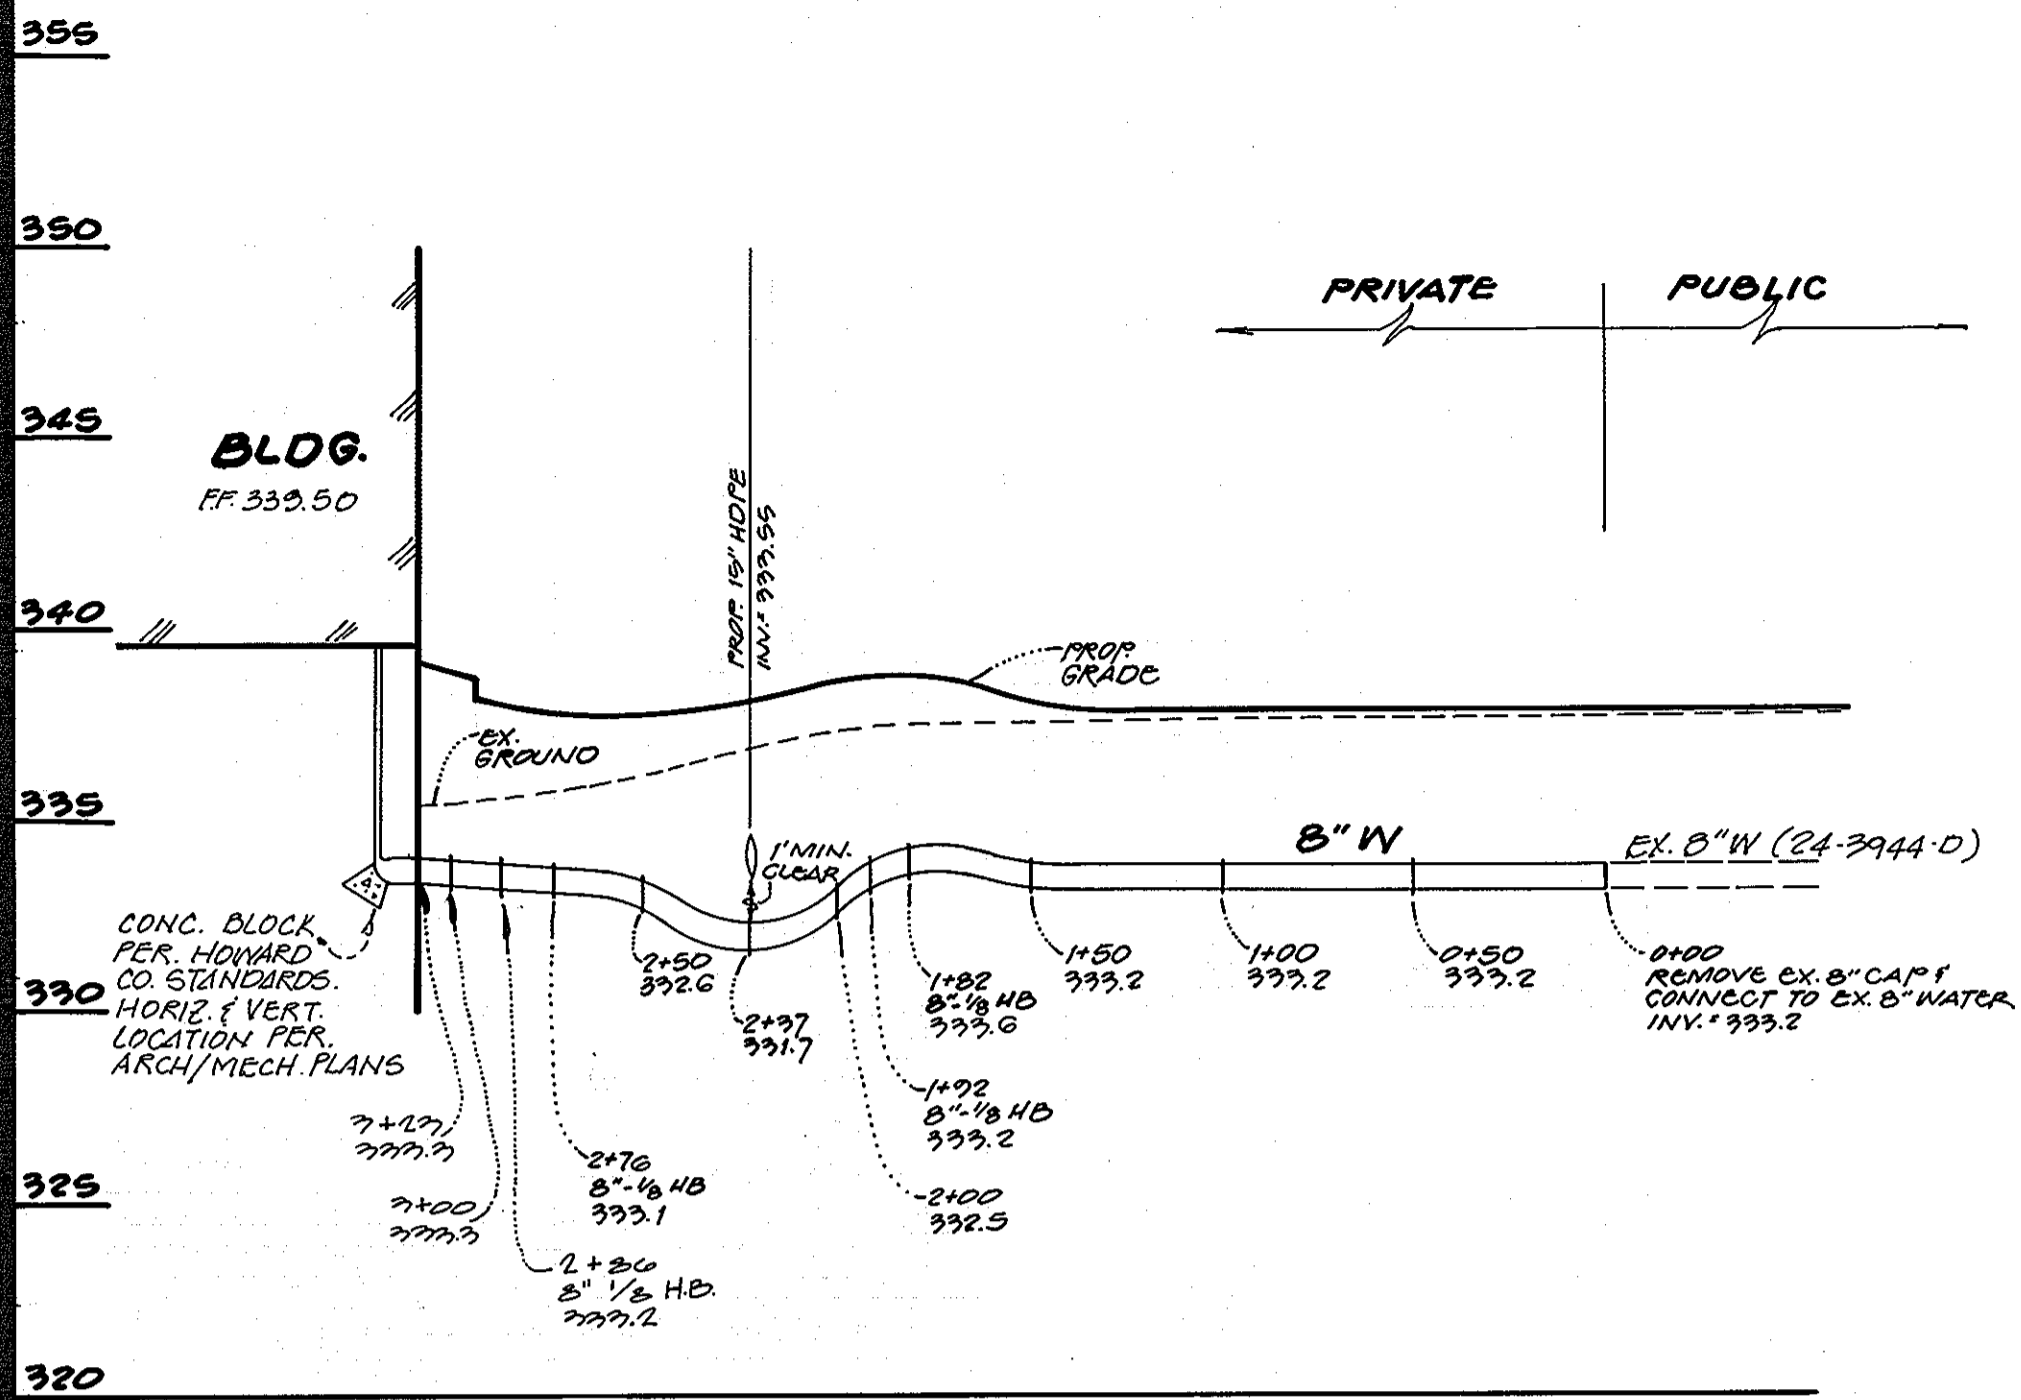 355
350
345
340
335
330
325
320
BLDG.
F.F. 339.50
PRIVATE
PUBLIC
PROP. 15" HDPE
INV.= 333.55
PROP.
GRADE
EX.
GROUND
1' MIN.
CLEAR
8" W
EX. 8" W (24-3944-D)
CONC. BLOCK
PER. HOWARD
CO. STANDARDS.
HORIZ. & VERT.
LOCATION PER.
ARCH/MECH. PLANS
3+23
333.3
3+00
333.3
2+86
8" 1/8 H.B.
333.2
2+76
8"-1/8 HB
333.1
2+50
332.6
2+37
331.7
2+00
332.5
1+92
8"-1/8 HB
333.2
1+82
8"-1/8 HB
333.6
1+50
333.2
1+00
333.2
0+50
333.2
0+00
REMOVE EX. 8" CAP &
CONNECT TO EX. 8" WATER
INV.= 333.2